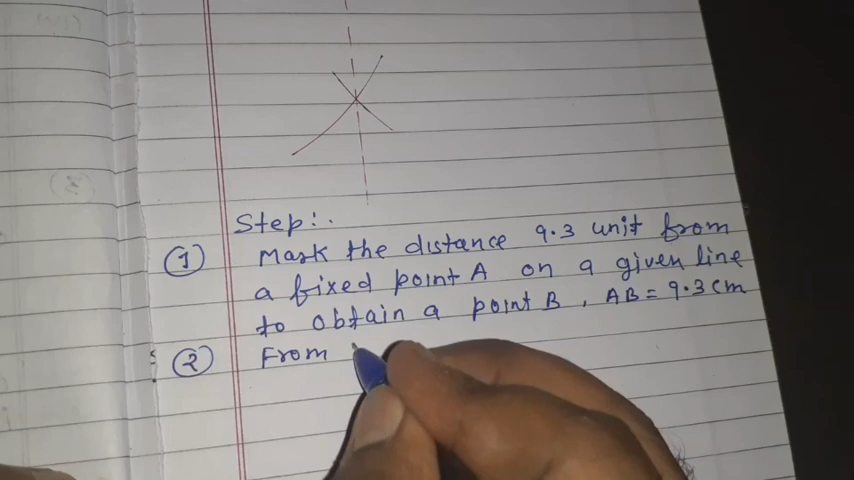 Step:.
① Mark the distance 9.3 unit from
a fixed point A on a given line
to obtain a point B, AB = 9.3 cm
② From